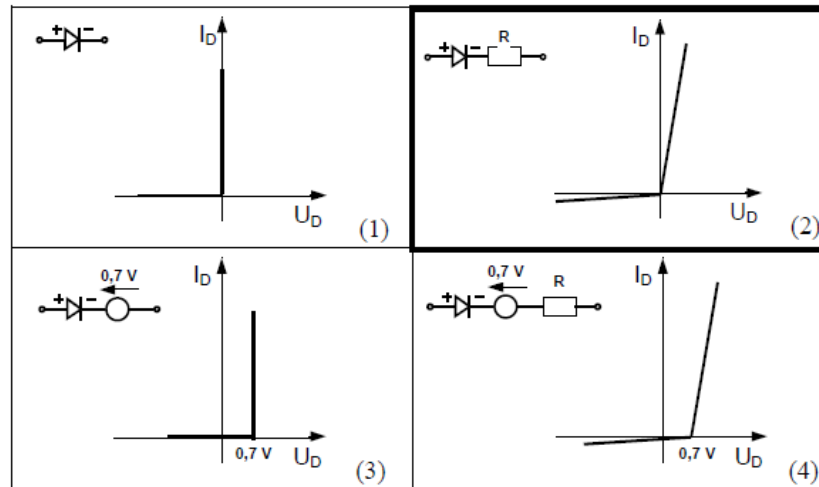 + −
I_D
U_D
(1)
+ −
R
I_D
U_D
(2)
0,7 V
+ −
I_D
0,7 V
U_D
(3)
0,7 V
+ −
R
I_D
0,7 V
U_D
(4)